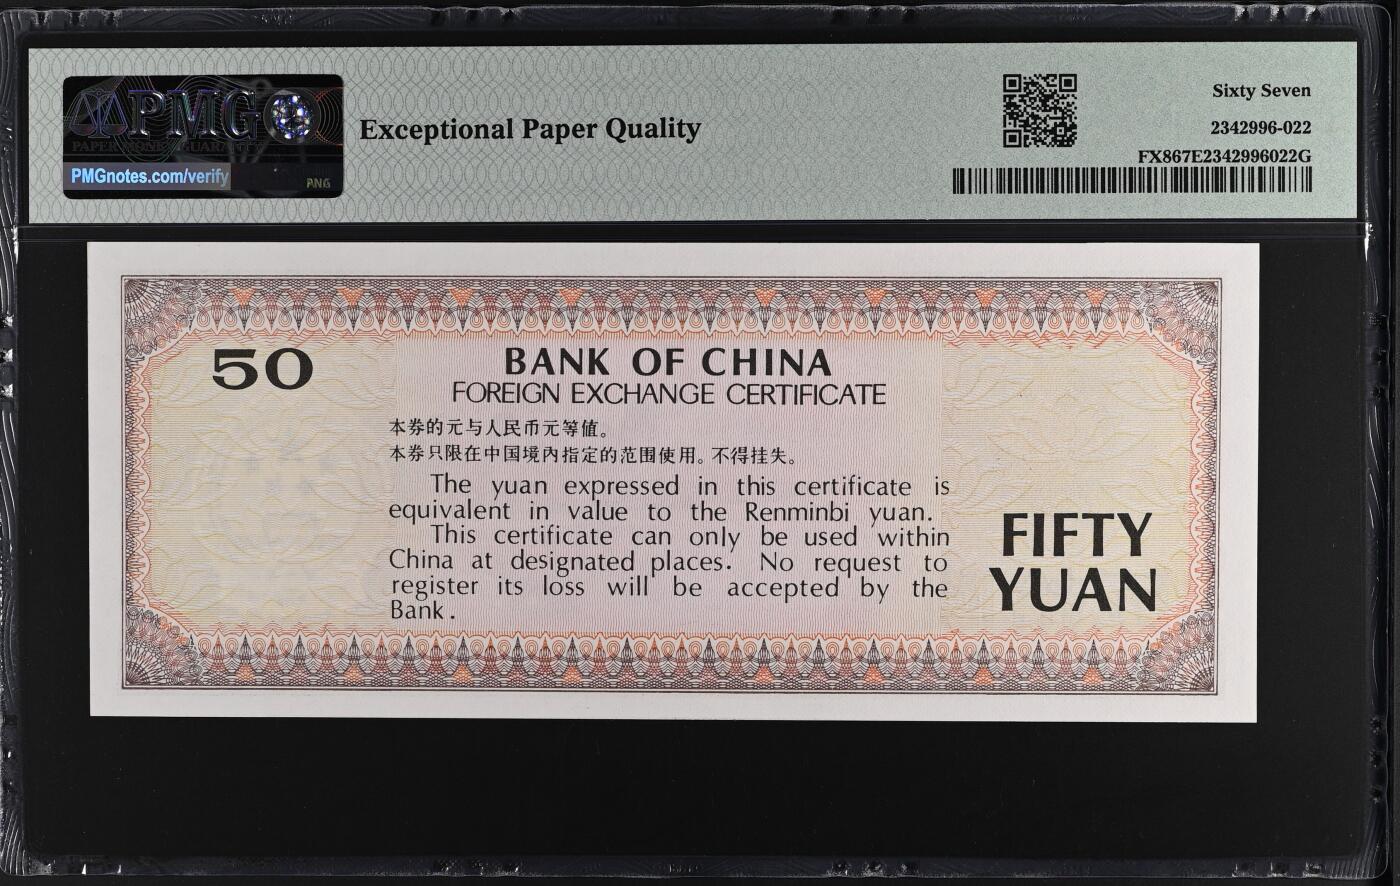 PMG
PAPER MONEY GUARANTY
PMGnotes.com/verify
PMG
Exceptional Paper Quality
Sixty Seven
2342996-022
FX867E2342996022G
50
BANK OF CHINA
FOREIGN EXCHANGE CERTIFICATE
本券的元与人民币元等值。
本券只限在中国境内指定的范围使用。不得挂失。
The yuan expressed in this certificate is
equivalent in value to the Renminbi yuan.
This certificate can only be used within
China at designated places. No request to
register its loss will be accepted by the
Bank.
FIFTY
YUAN